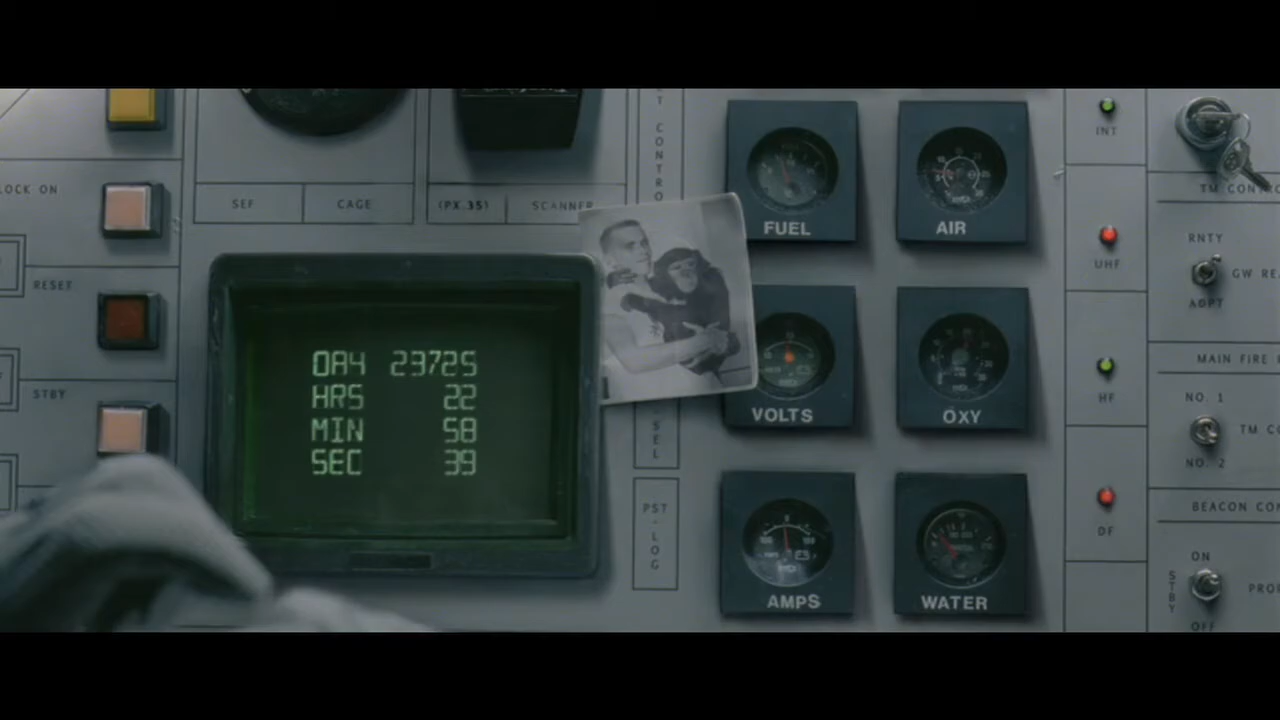 LOCK ON
RESET
STBY
SEF
CAGE
(PX.35)
SCANNER
DAY 23725
HRS 22
MIN 58
SEC 39
SEL
PST-LOG
FUEL
AIR
VOLTS
OXY
AMPS
WATER
INT
UHF
HF
DF
RNTY
ADPT
MAIN FIRE
NO. 1
NO. 2
BEACON CON
ON
STBY
OFF